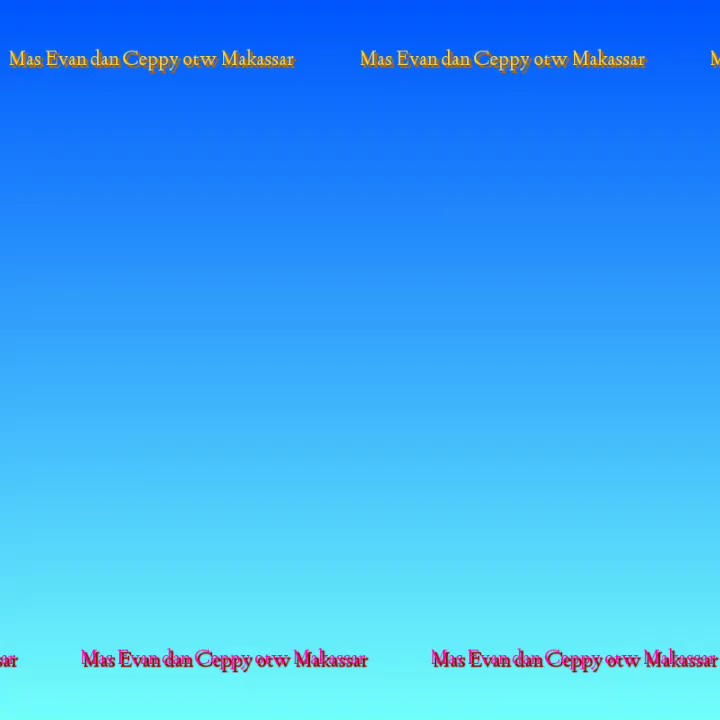 Mas Evan dan Ceppy otw Makassar Mas Evan dan Ceppy otw Makassar M
sar Mas Evan dan Ceppy otw Makassar Mas Evan dan Ceppy otw Makassar